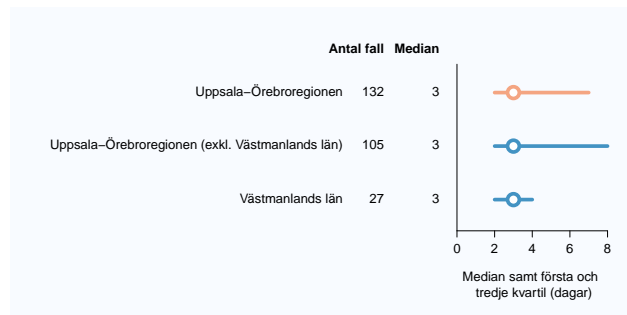 Antal fall Median
Uppsala−Örebroregionen 132 3
Uppsala−Örebroregionen (exkl. Västmanlands län) 105 3
Västmanlands län 27 3
0 2 4 6 8
Median samt första och
tredje kvartil (dagar)